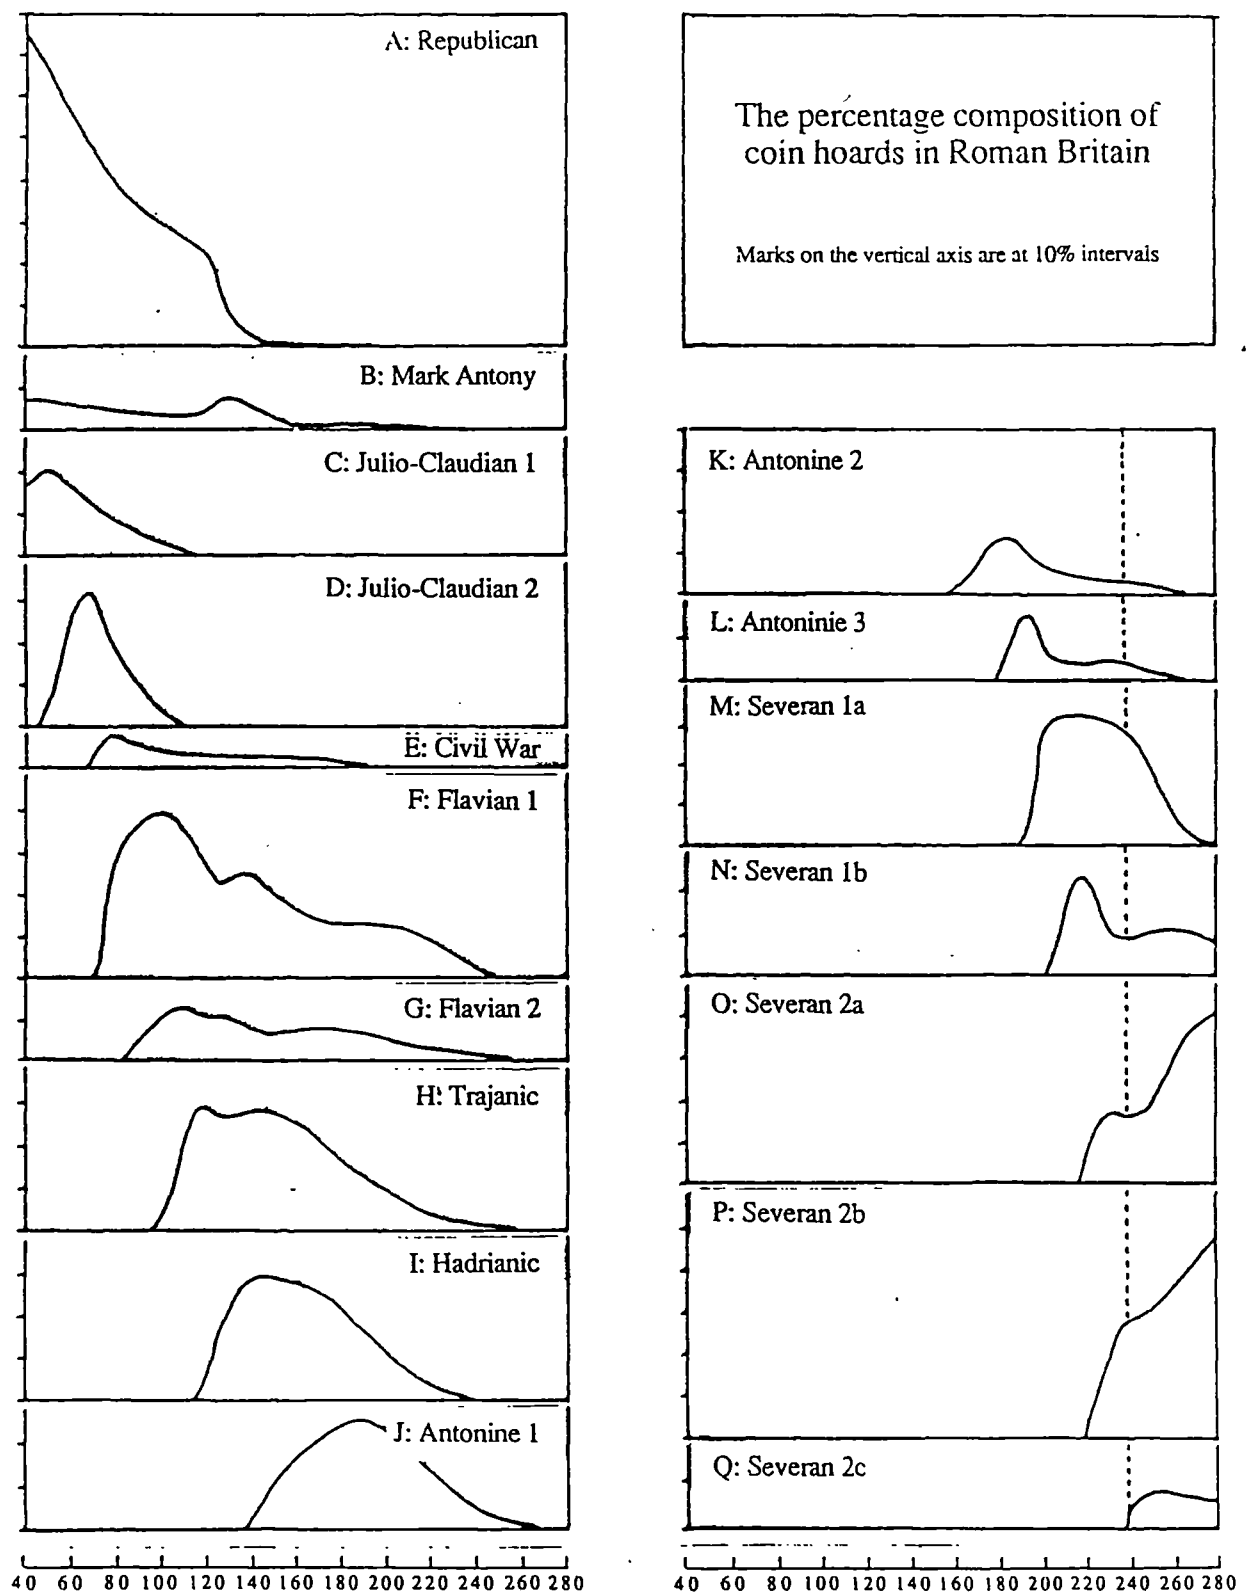 A: Republican
B: Mark Antony
C: Julio-Claudian 1
D: Julio-Claudian 2
E: Civil War
F: Flavian 1
G: Flavian 2
H: Trajanic
I: Hadrianic
J: Antonine 1
40 60 80 100 120 140 160 180 200 220 240 260 280
The percentage composition of
coin hoards in Roman Britain
Marks on the vertical axis are at 10% intervals
K: Antonine 2
L: Antoninie 3
M: Severan 1a
N: Severan 1b
O: Severan 2a
P: Severan 2b
Q: Severan 2c
40 60 80 100 120 140 160 180 200 220 240 260 280